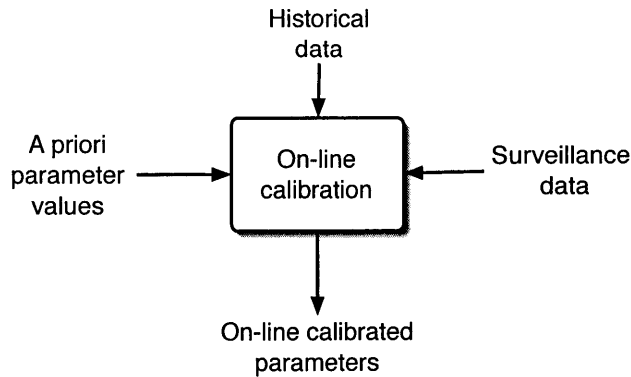 Historical
data
A priori
parameter
values
On-line
calibration
Surveillance
data
On-line calibrated
parameters